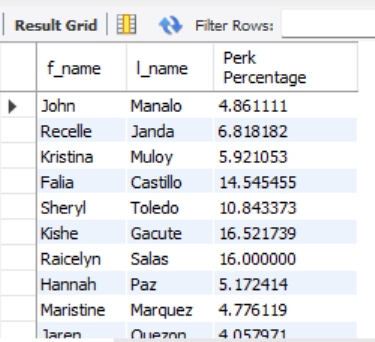 Result Grid Filter Rows:
f_name l_name Perk Percentage
John Manalo 4.861111
Recelle Janda 6.818182
Kristina Muloy 5.921053
Falia Castillo 14.545455
Sheryl Toledo 10.843373
Kishe Gacute 16.521739
Raicelyn Salas 16.000000
Hannah Paz 5.172414
Maristine Marquez 4.776119
Jaren Quezon 4.057971